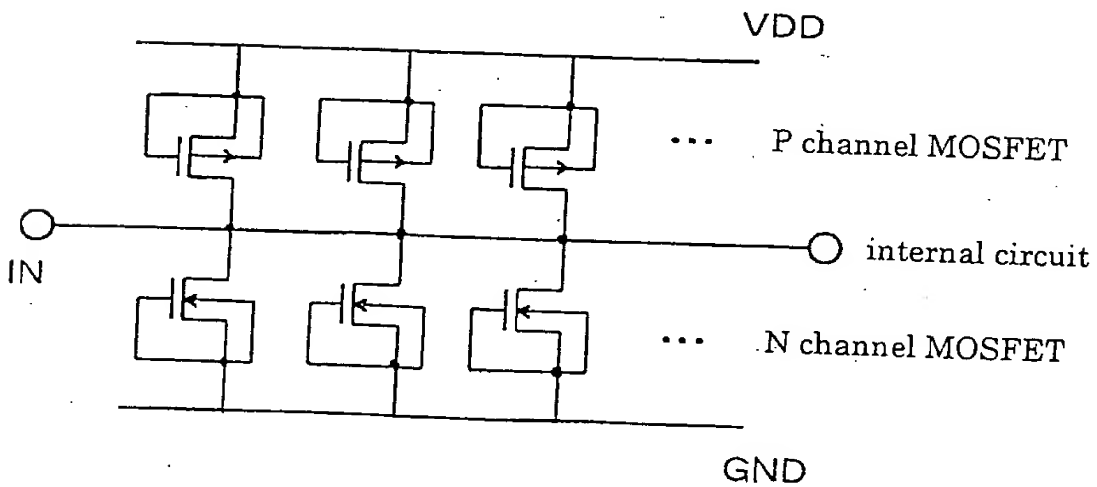 VDD
... P channel MOSFET
IN
internal circuit
... N channel MOSFET
GND